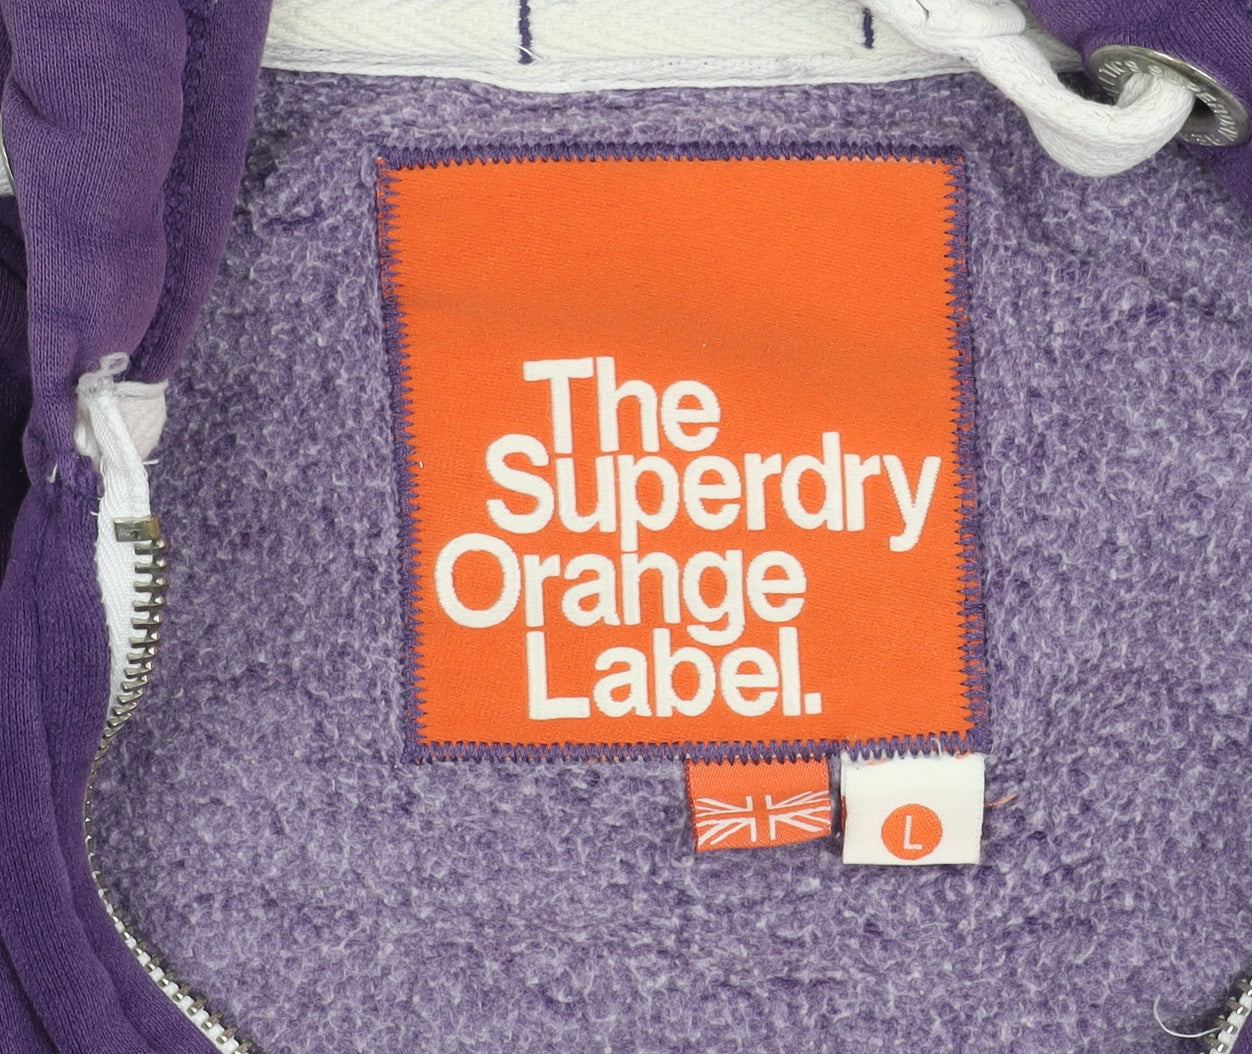 The
Superdry
Orange
Label.
L